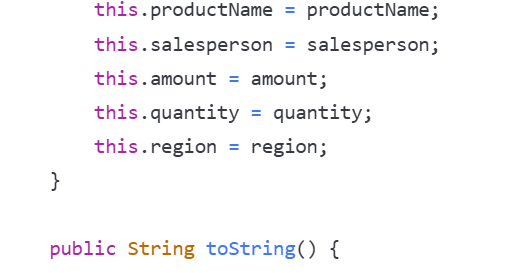 this.productName = productName;
this.salesperson = salesperson;
this.amount = amount;
this.quantity = quantity;
this.region = region;
}
public String toString() {